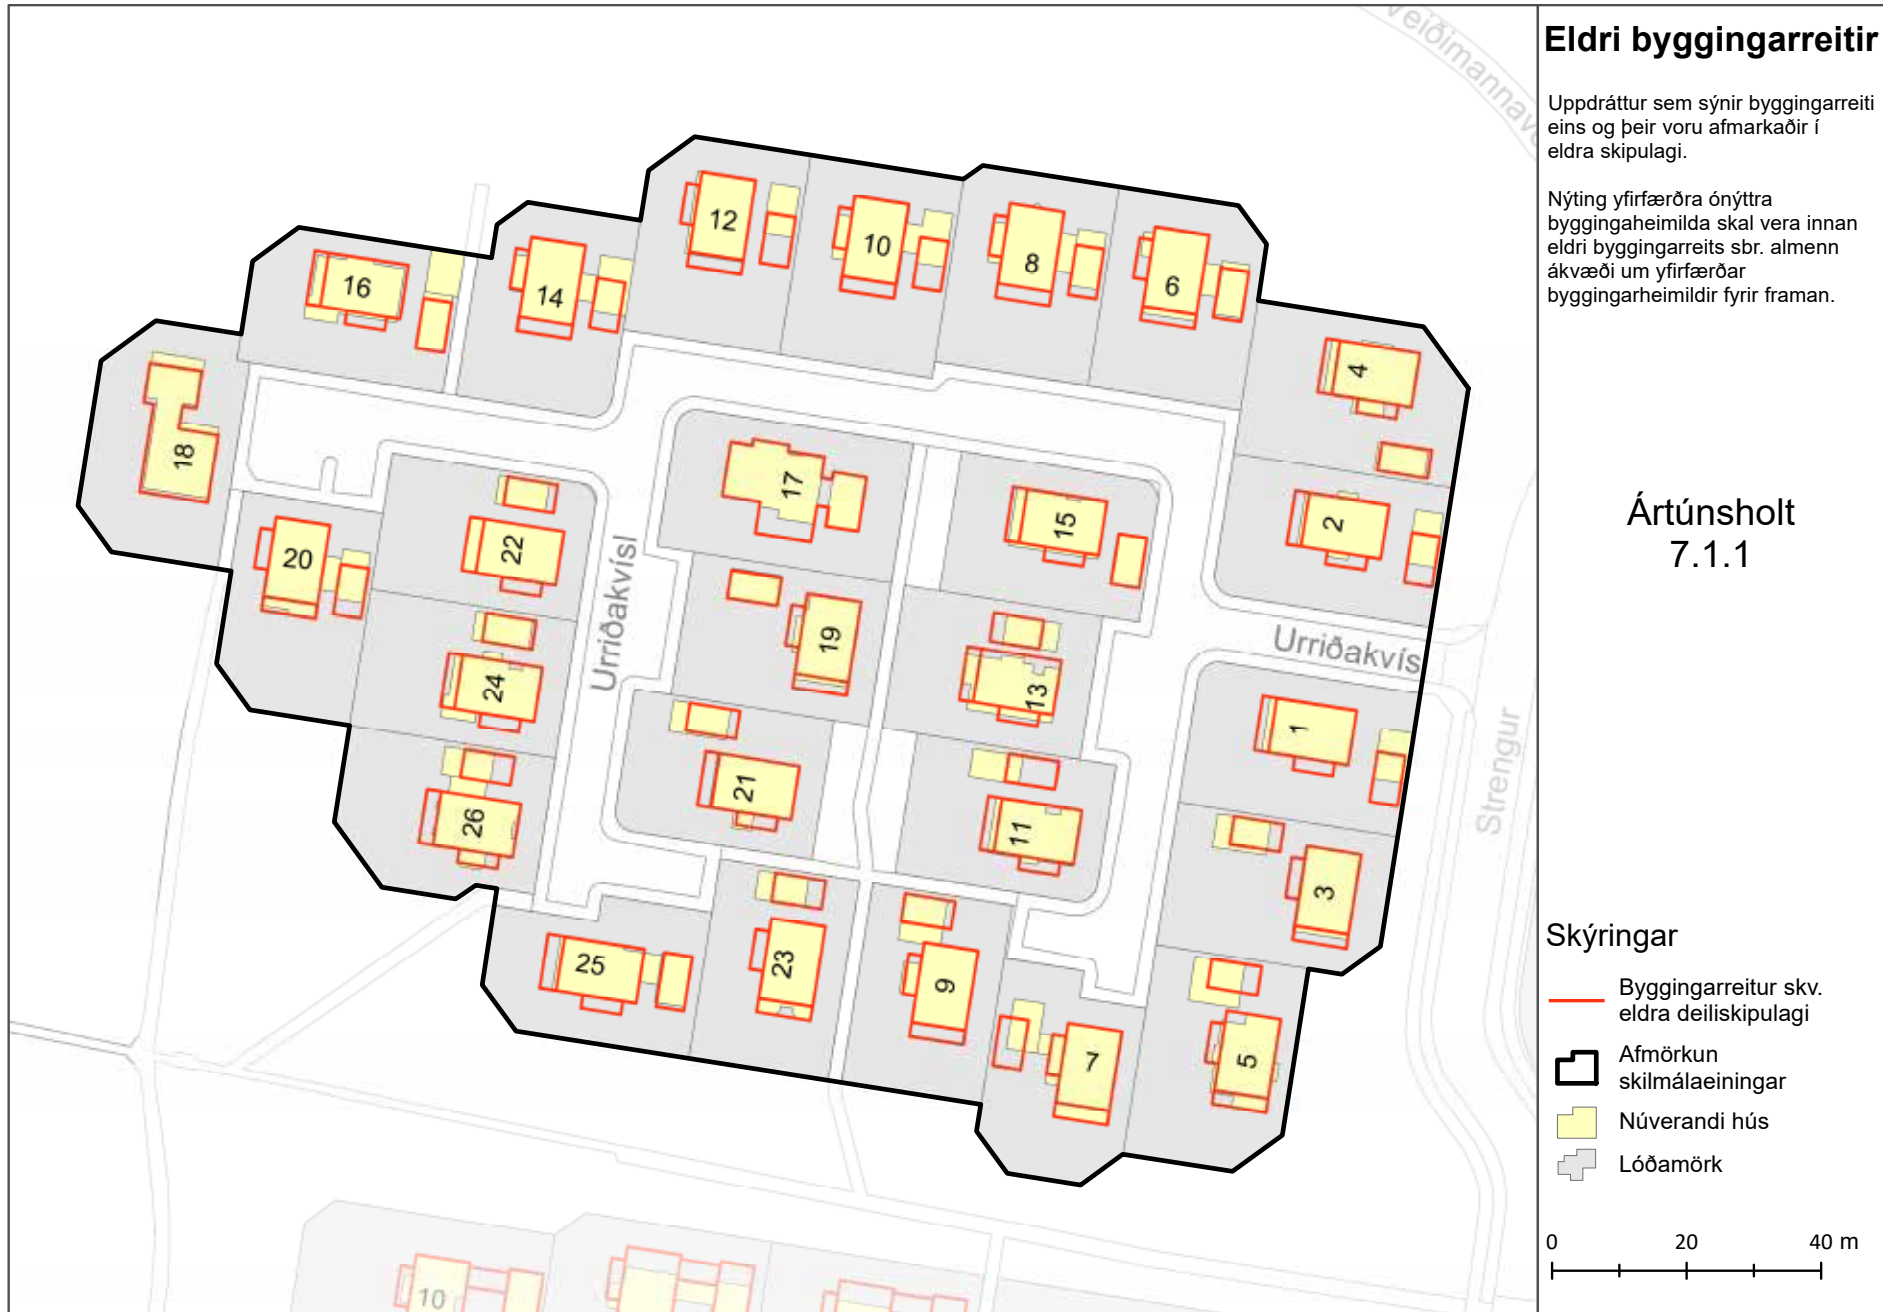 Eldri byggingarreitir
Uppdráttur sem sýnir byggingarreiti
eins og þeir voru afmarkaðir í
eldra skipulagi.
Nýting yfirfærðra ónýttra
byggingaheimilda skal vera innan
eldri byggingarreits sbr. almenn
ákvæði um yfirfærðar
byggingarheimildir fyrir framan.
Ártúnsholt
7.1.1
Skýringar
Byggingarreitur skv.
eldra deiliskipulagi
Afmörkun
skilmálaeiningar
Núverandi hús
Lóðamörk
0 20 40 m
12
10
8
6
16
14
4
18
17
15
2
20
22
19
13
24
1
21
26
11
3
25
23
9
7
5
10
Urriðakvísl
Urriðakvís
Strengur